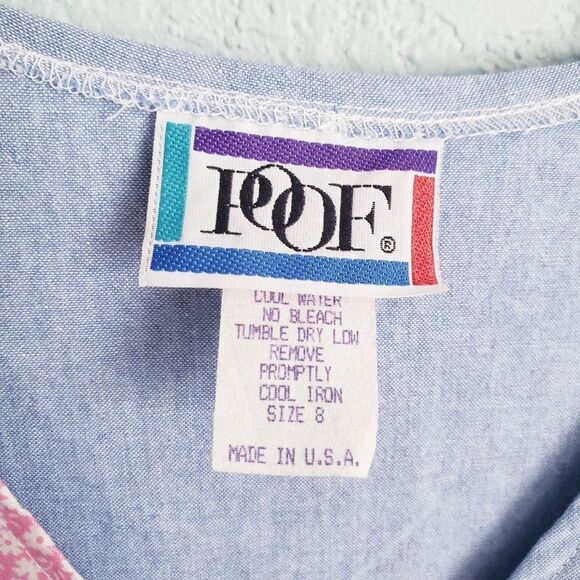 POOF®
COOL WATER
NO BLEACH
TUMBLE DRY LOW
REMOVE
PROMPTLY
COOL IRON
SIZE 8
MADE IN U.S.A.